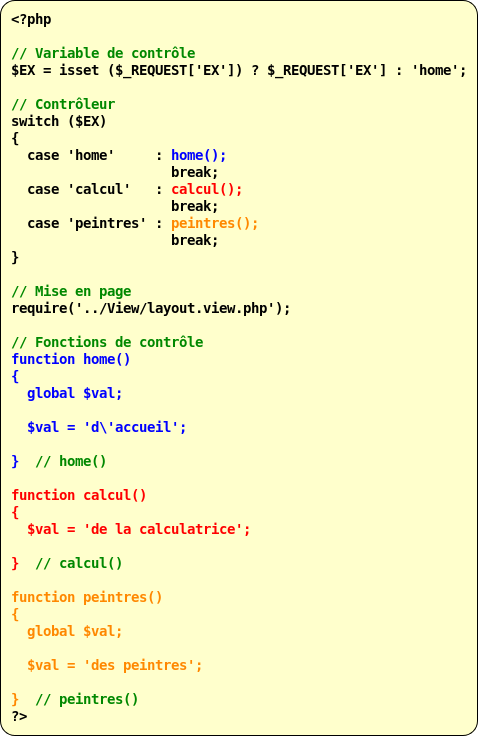 <?php
// Variable de contrôle
$EX = isset ($_REQUEST['EX']) ? $_REQUEST['EX'] : 'home';
// Contrôleur
switch ($EX)
{
  case 'home'     : home();
                    break;
  case 'calcul'   : calcul();
                    break;
  case 'peintres' : peintres();
                    break;
}
// Mise en page
require('../View/layout.view.php');
// Fonctions de contrôle
function home()
{
  global $val;
  $val = 'd\'accueil';
}  // home()
function calcul()
{
  $val = 'de la calculatrice';
}  // calcul()
function peintres()
{
  global $val;
  $val = 'des peintres';
}  // peintres()
?>